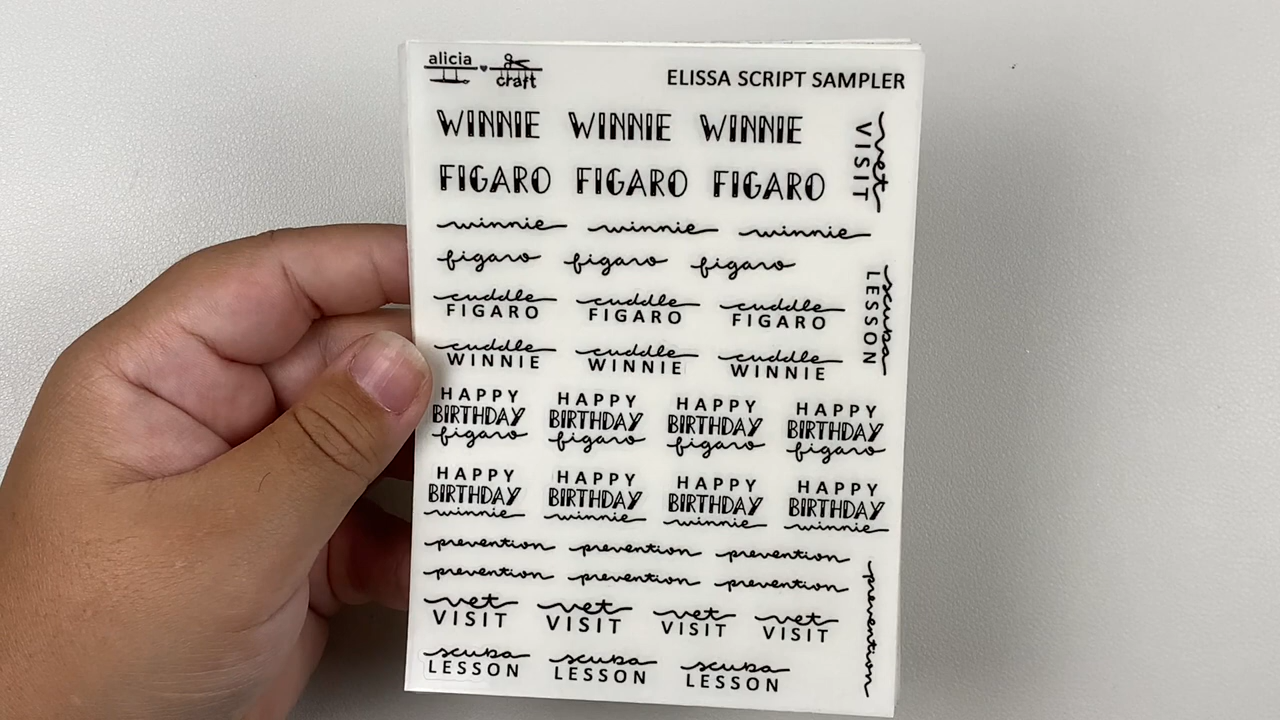 alicia craft
ELISSA SCRIPT SAMPLER
WINNIE WINNIE WINNIE
FIGARO FIGARO FIGARO
vet
VISIT
winnie winnie winnie
figaro figaro figaro
cuddle cuddle cuddle
FIGARO FIGARO FIGARO
scuba
LESSON
cuddle cuddle cuddle
WINNIE WINNIE WINNIE
HAPPY HAPPY HAPPY HAPPY
BIRTHDAY BIRTHDAY BIRTHDAY BIRTHDAY
figaro figaro figaro figaro
HAPPY HAPPY HAPPY HAPPY
BIRTHDAY BIRTHDAY BIRTHDAY BIRTHDAY
winnie winnie winnie winnie
prevention prevention prevention
prevention prevention prevention
prevention
vet vet vet vet
VISIT VISIT VISIT VISIT
scuba scuba scuba
LESSON LESSON LESSON